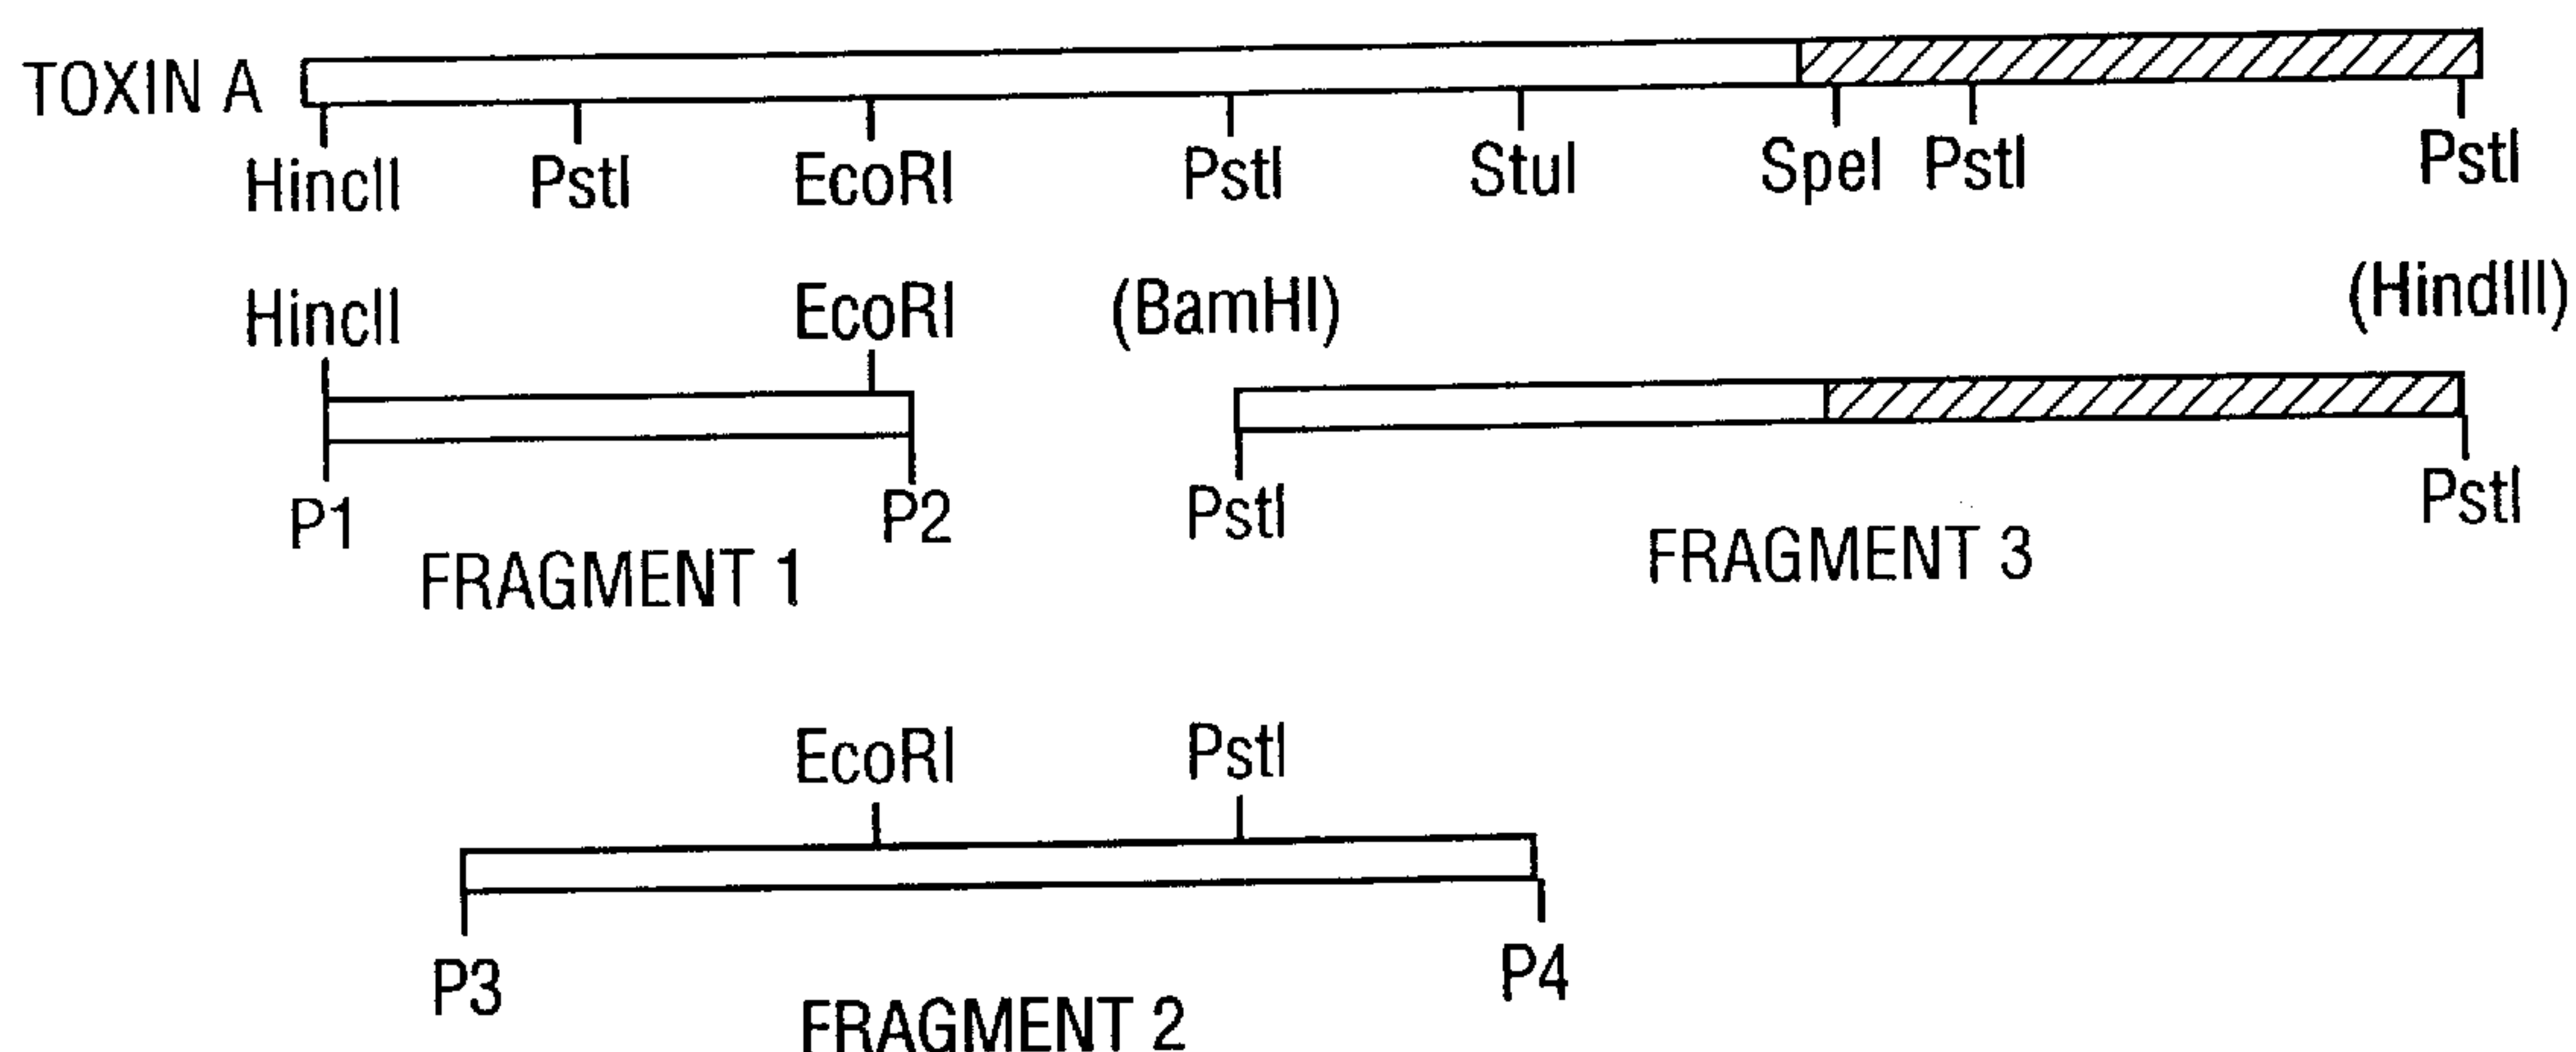 TOXIN A
HincII PstI EcoRI PstI StuI SpeI PstI PstI
HincII EcoRI (BamHI) (HindIII)
P1 P2 PstI PstI
FRAGMENT 1 FRAGMENT 3
EcoRI PstI
P3 P4
FRAGMENT 2